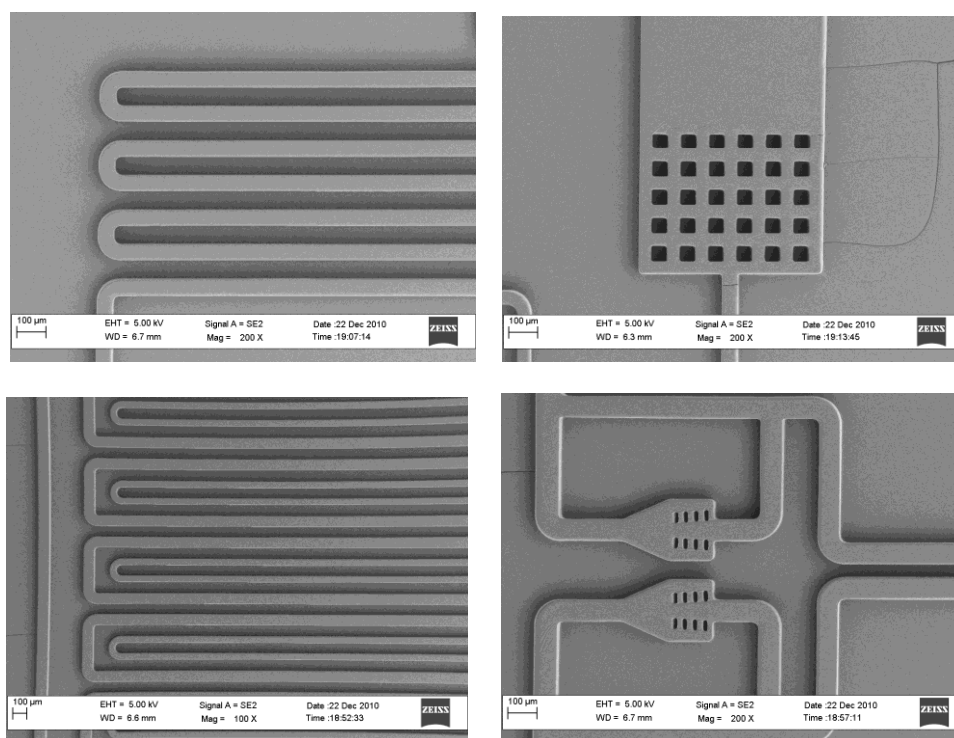 100 µm
EHT = 5.00 kV Signal A = SE2 Date :22 Dec 2010
WD = 6.7 mm Mag = 200 X Time :19:07:14
ZEISS
100 µm
EHT = 5.00 kV Signal A = SE2 Date :22 Dec 2010
WD = 6.3 mm Mag = 200 X Time :19:13:45
ZEISS
100 µm
EHT = 5.00 kV Signal A = SE2 Date :22 Dec 2010
WD = 6.6 mm Mag = 100 X Time :18:52:33
ZEISS
100 µm
EHT = 5.00 kV Signal A = SE2 Date :22 Dec 2010
WD = 6.7 mm Mag = 200 X Time :18:57:11
ZEISS